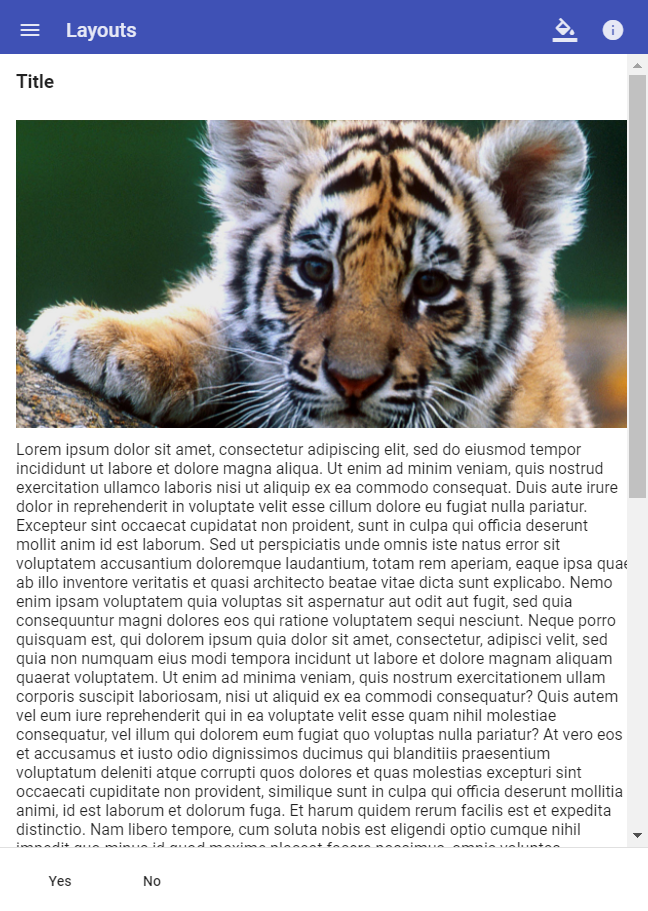 Layouts
Title
Lorem ipsum dolor sit amet, consectetur adipiscing elit, sed do eiusmod tempor
incididunt ut labore et dolore magna aliqua. Ut enim ad minim veniam, quis nostrud
exercitation ullamco laboris nisi ut aliquip ex ea commodo consequat. Duis aute irure
dolor in reprehenderit in voluptate velit esse cillum dolore eu fugiat nulla pariatur.
Excepteur sint occaecat cupidatat non proident, sunt in culpa qui officia deserunt
mollit anim id est laborum. Sed ut perspiciatis unde omnis iste natus error sit
voluptatem accusantium doloremque laudantium, totam rem aperiam, eaque ipsa quae
ab illo inventore veritatis et quasi architecto beatae vitae dicta sunt explicabo. Nemo
enim ipsam voluptatem quia voluptas sit aspernatur aut odit aut fugit, sed quia
consequuntur magni dolores eos qui ratione voluptatem sequi nesciunt. Neque porro
quisquam est, qui dolorem ipsum quia dolor sit amet, consectetur, adipisci velit, sed
quia non numquam eius modi tempora incidunt ut labore et dolore magnam aliquam
quaerat voluptatem. Ut enim ad minima veniam, quis nostrum exercitationem ullam
corporis suscipit laboriosam, nisi ut aliquid ex ea commodi consequatur? Quis autem
vel eum iure reprehenderit qui in ea voluptate velit esse quam nihil molestiae
consequatur, vel illum qui dolorem eum fugiat quo voluptas nulla pariatur? At vero eos
et accusamus et iusto odio dignissimos ducimus qui blanditiis praesentium
voluptatum deleniti atque corrupti quos dolores et quas molestias excepturi sint
occaecati cupiditate non provident, similique sunt in culpa qui officia deserunt mollitia
animi, id est laborum et dolorum fuga. Et harum quidem rerum facilis est et expedita
distinctio. Nam libero tempore, cum soluta nobis est eligendi optio cumque nihil
Yes No